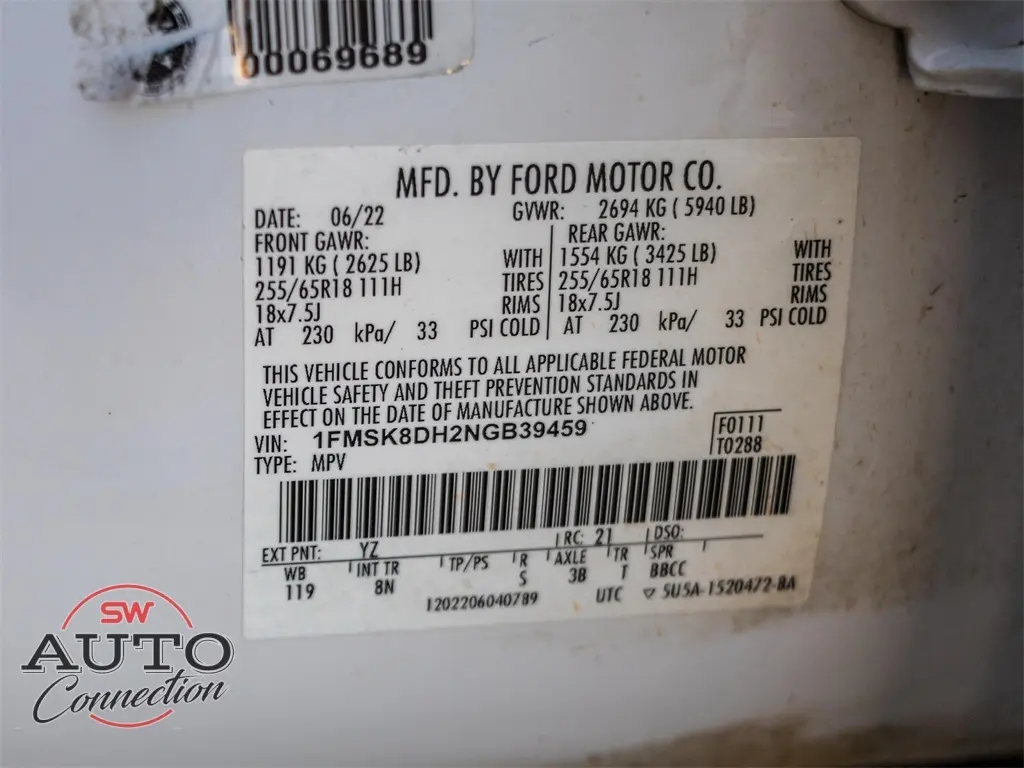 00069689
MFD. BY FORD MOTOR CO.
DATE: 06/22 GVWR: 2694 KG ( 5940 LB)
FRONT GAWR: REAR GAWR:
1191 KG ( 2625 LB) WITH 1554 KG ( 3425 LB) WITH
255/65R18 111H TIRES 255/65R18 111H TIRES
18x7.5J RIMS 18x7.5J RIMS
AT 230 kPa/ 33 PSI COLD AT 230 kPa/ 33 PSI COLD
THIS VEHICLE CONFORMS TO ALL APPLICABLE FEDERAL MOTOR
VEHICLE SAFETY AND THEFT PREVENTION STANDARDS IN
EFFECT ON THE DATE OF MANUFACTURE SHOWN ABOVE.
VIN: 1FMSK8DH2NGB39459 F0111
TYPE: MPV T0288
EXT PNT: YZ RC: 21 DSO:
WB INT TR TP/PS R AXLE TR SPR
119 8N S 3B T BBCC
1202206040789 UTC ▽ 5U5A-1520472-BA
SW
AUTO
Connection